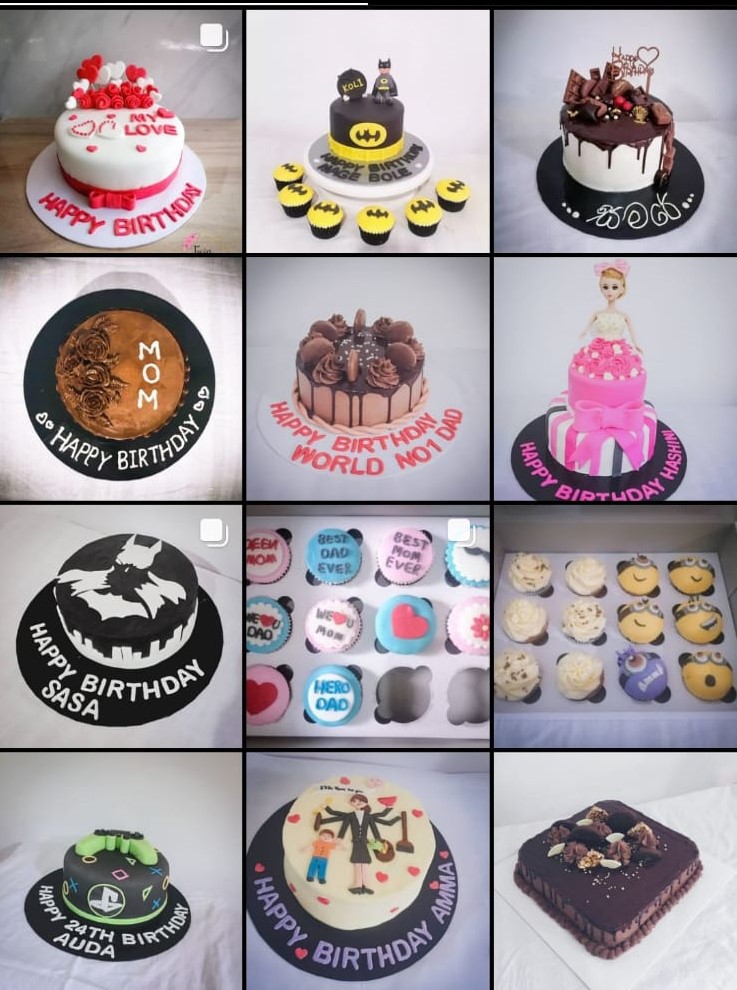 MY
LOVE
HAPPY BIRTHDAY
KOLI
HAPPY BIRTHDAY
NAGE BOLE
HAPPY
BIRTHDAY
MOM
HAPPY BIRTHDAY
HAPPY BIRTHDAY
WORLD NO1 DAD
HAPPY BIRTHDAY HASHINI
HAPPY BIRTHDAY
SASA
QEEN
MOM
BEST
DAD
EVER
BEST
MOM
EVER
WE U
DAD
WE U
MOM
HERO
DAD
HAPPY 24TH BIRTHDAY
AUDA
HAPPY BIRTHDAY AMMA